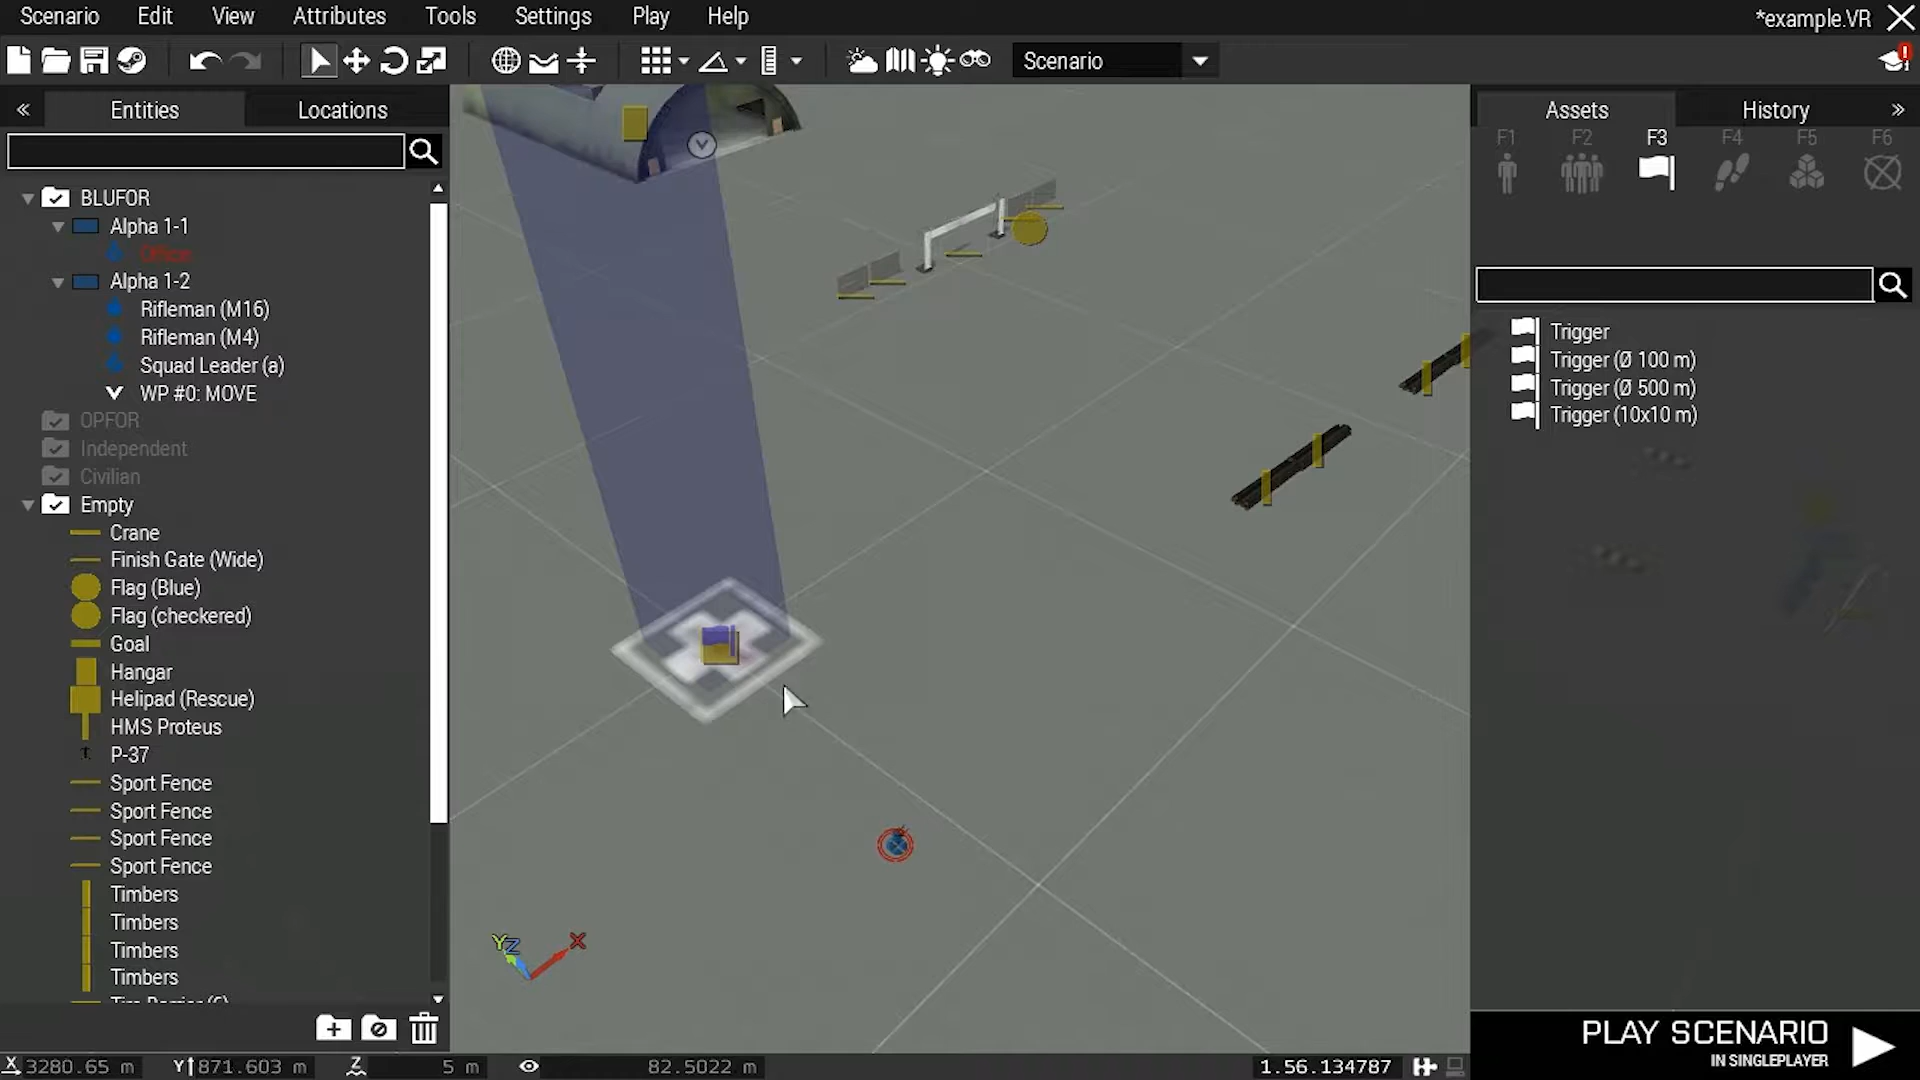 Scenario Edit View Attributes Tools Settings Play Help
*example.VR
Scenario
Entities
Locations
BLUFOR
Alpha 1-1
Alpha 1-2
Rifleman (M16)
Rifleman (M4)
Squad Leader (a)
WP #0: MOVE
OPFOR
Independent
Civilian
Empty
Crane
Finish Gate (Wide)
Flag (Blue)
Flag (checkered)
Goal
Hangar
Helipad (Rescue)
HMS Proteus
P-37
Sport Fence
Sport Fence
Sport Fence
Sport Fence
Timbers
Timbers
Timbers
Timbers
Y Z X
Assets
History
F1 F2 F3 F4 F5 F6
Trigger
Trigger (Ø 100 m)
Trigger (Ø 500 m)
Trigger (10x10 m)
PLAY SCENARIO
IN SINGLEPLAYER
X 3280.65 m Y 871.603 m Z 5 m 82.5022 m 1.56.134787